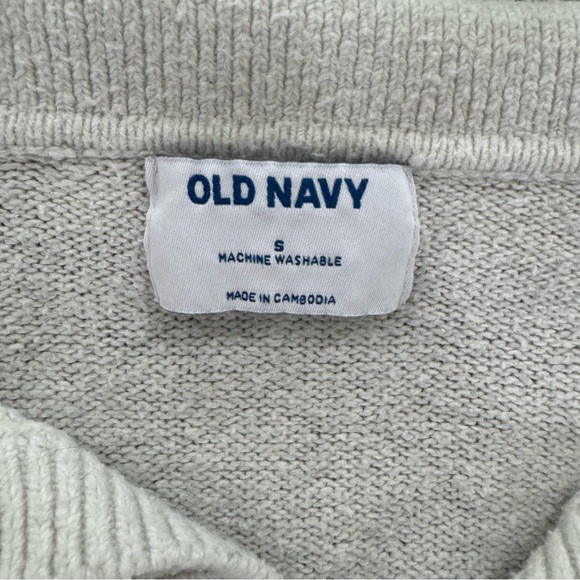 OLD NAVY
S
MACHINE WASHABLE
MADE IN CAMBODIA